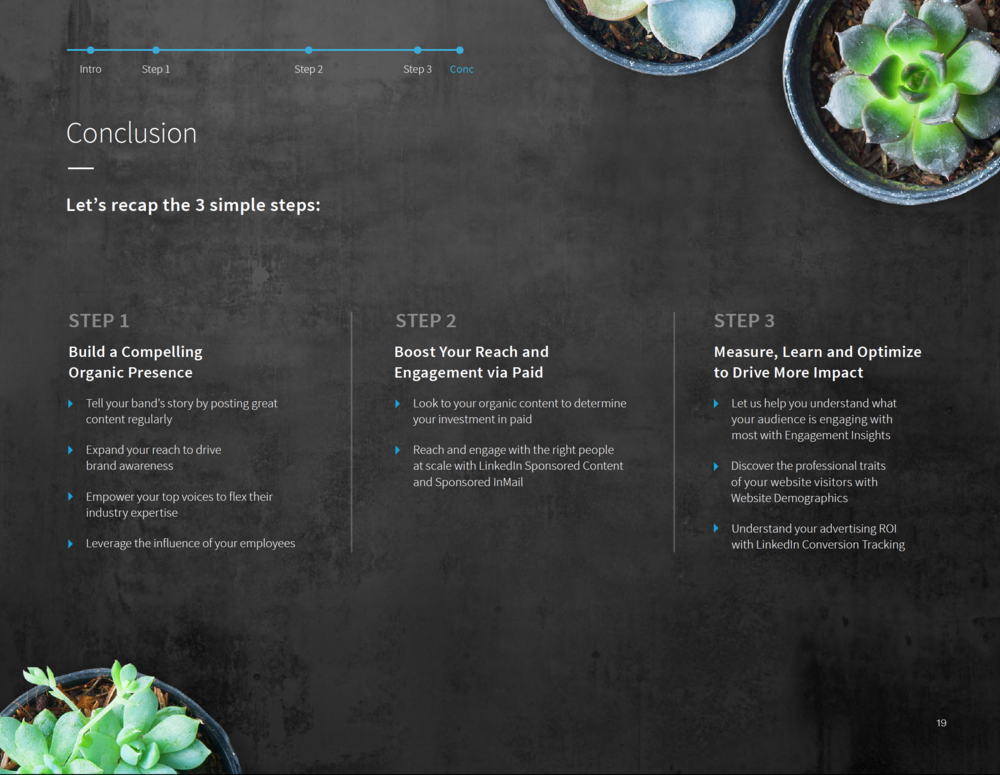 Intro
Step 1
Step 2
Step 3
Conc
Conclusion
Let’s recap the 3 simple steps:
STEP 1
Build a Compelling
Organic Presence
Tell your band’s story by posting great
content regularly
Expand your reach to drive
brand awareness
Empower your top voices to flex their
industry expertise
Leverage the influence of your employees
STEP 2
Boost Your Reach and
Engagement via Paid
Look to your organic content to determine
your investment in paid
Reach and engage with the right people
at scale with LinkedIn Sponsored Content
and Sponsored InMail
STEP 3
Measure, Learn and Optimize
to Drive More Impact
Let us help you understand what
your audience is engaging with
most with Engagement Insights
Discover the professional traits
of your website visitors with
Website Demographics
Understand your advertising ROI
with LinkedIn Conversion Tracking
19